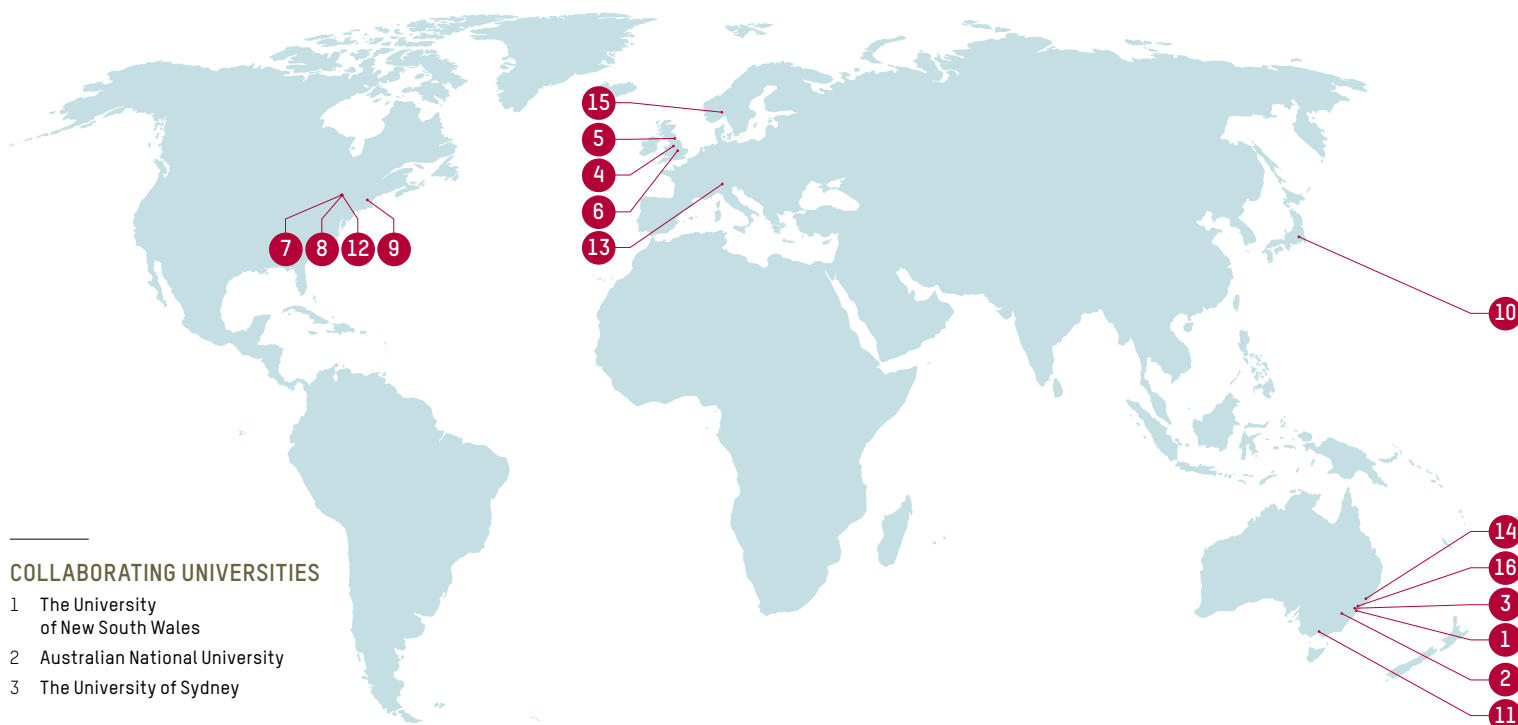 15
5
4
6
13
7 8 12 9
10
14
16
3
1
2
11
COLLABORATING UNIVERSITIES
1 The University
of New South Wales
2 Australian National University
3 The University of Sydney